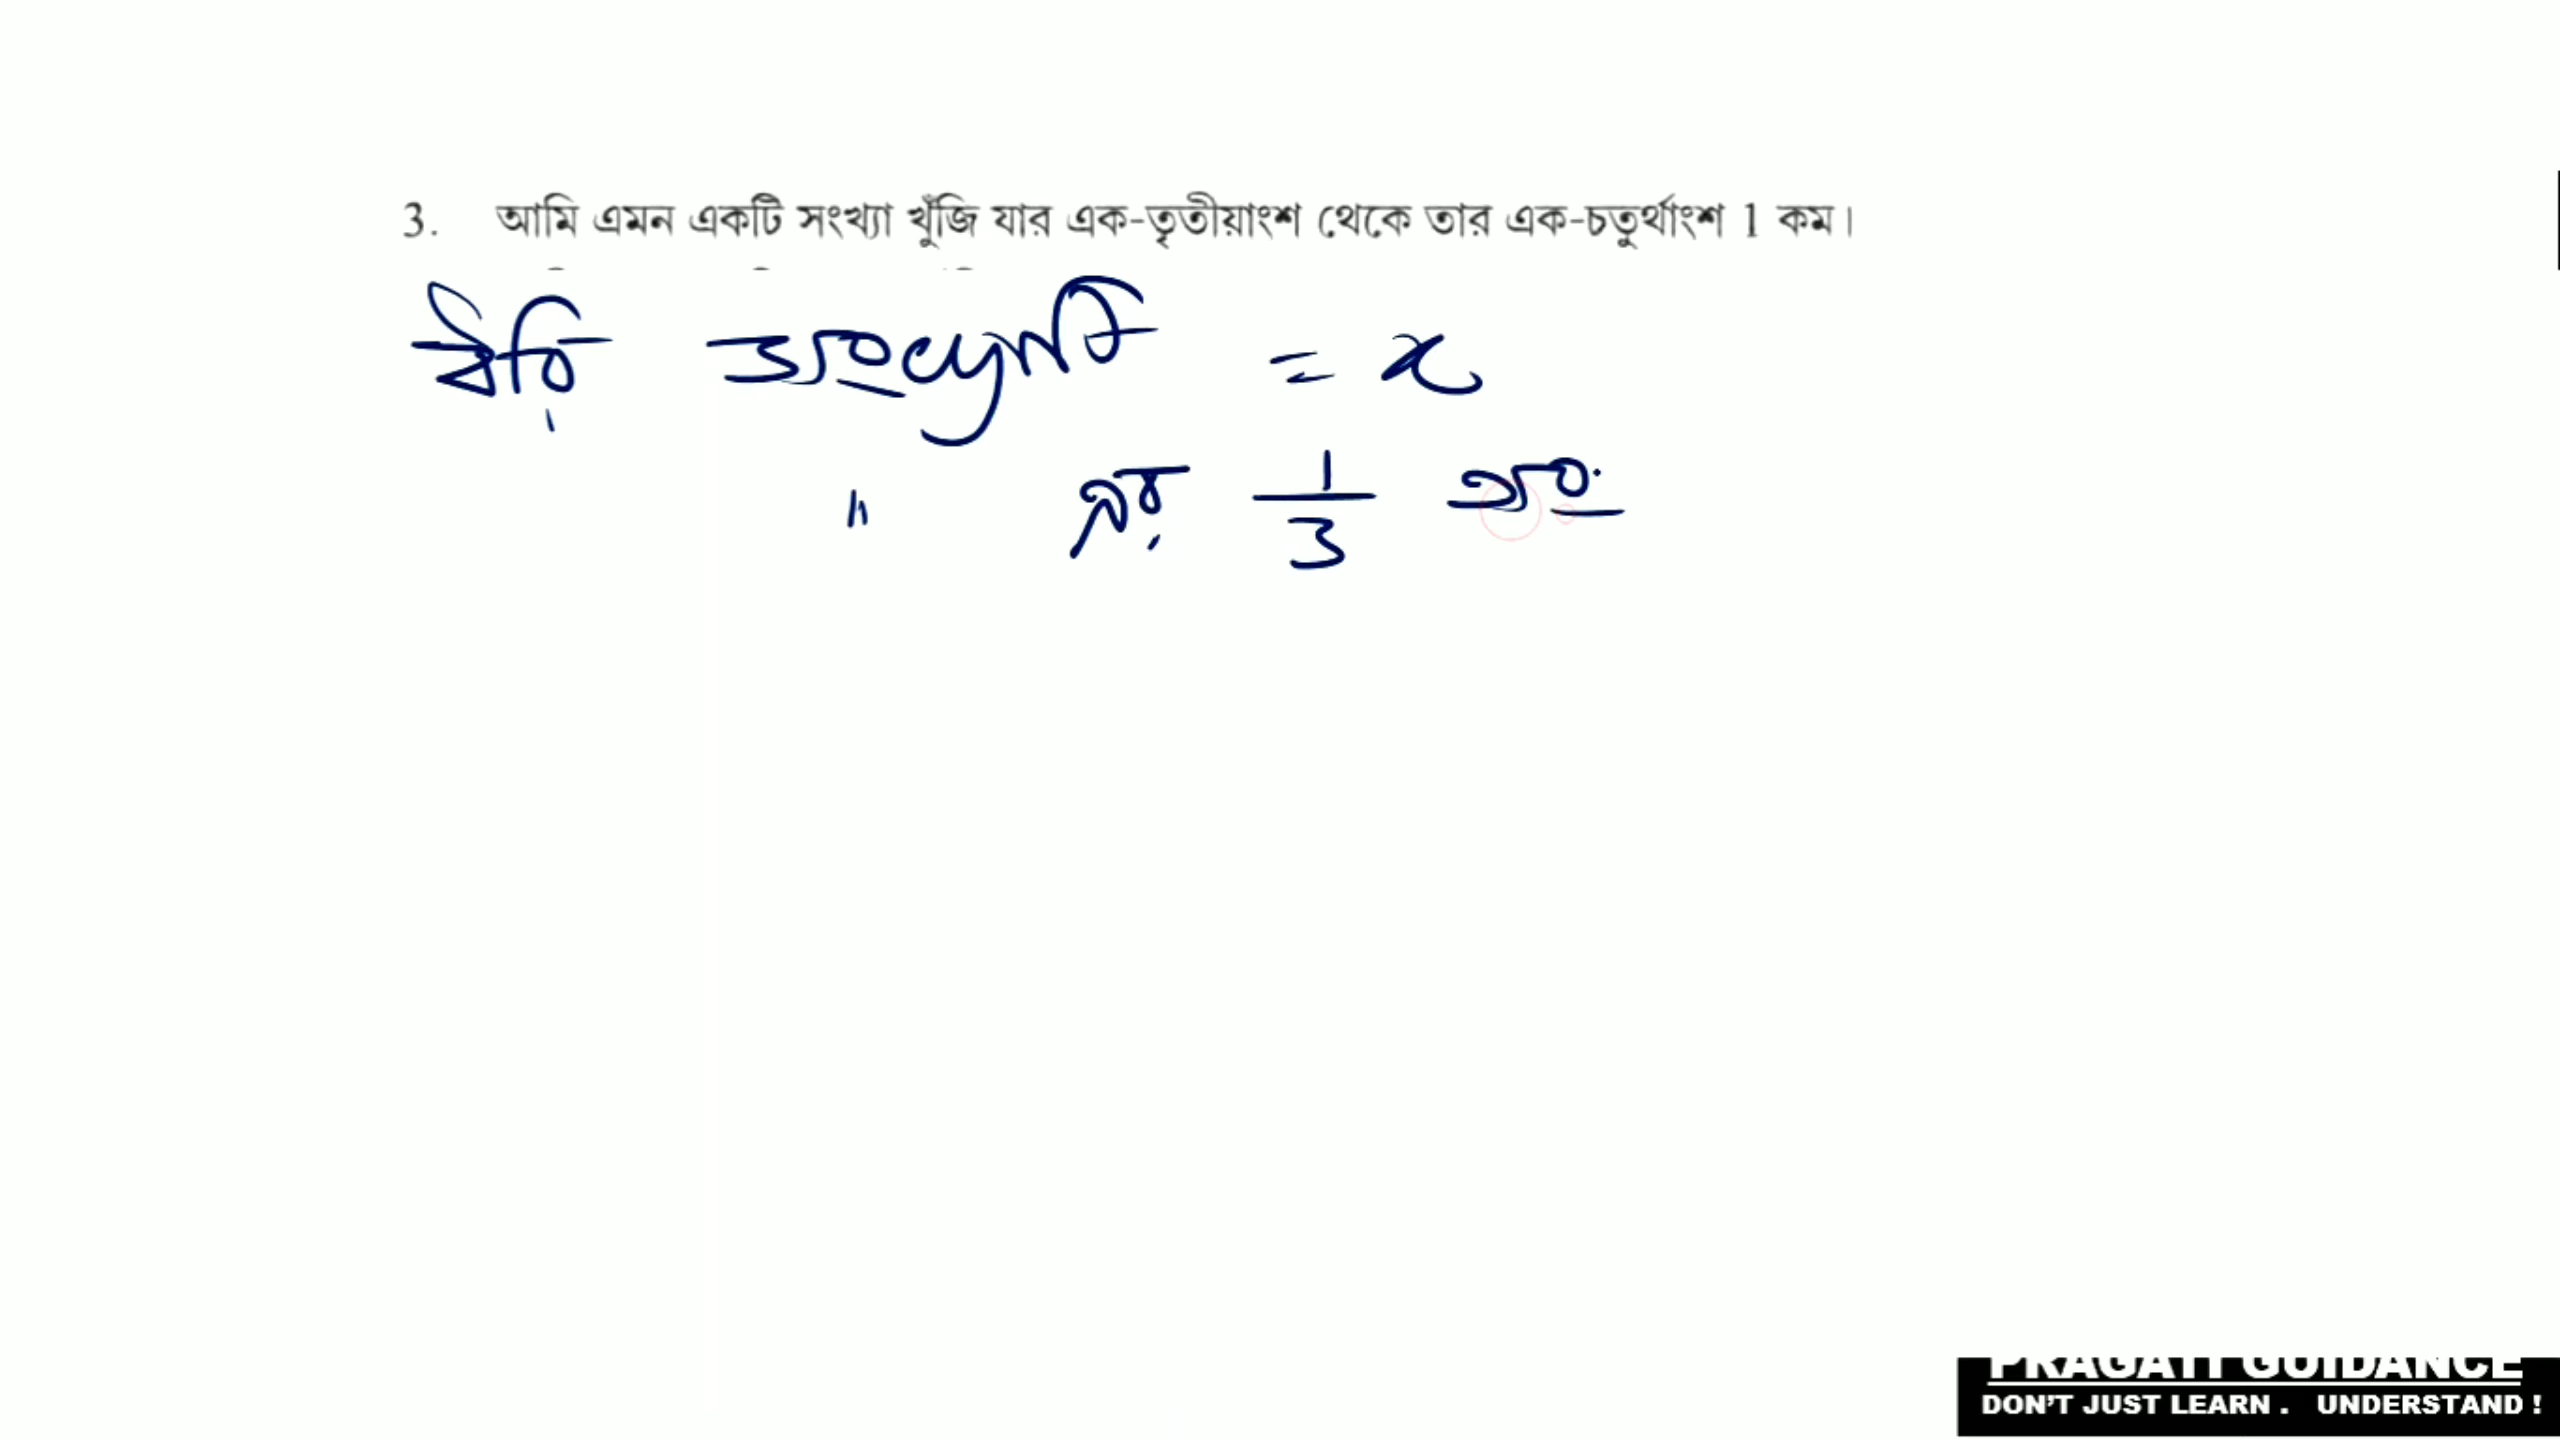 3. আমি এমন একটি সংখ্যা খুঁজি যার এক-তৃতীয়াংশ থেকে তার এক-চতুর্থাংশ 1 কম।
ধরি সংখ্যাটি = x
" এর 1/3 অংশ
PRAGATI GUIDANCE
DON'T JUST LEARN . UNDERSTAND !